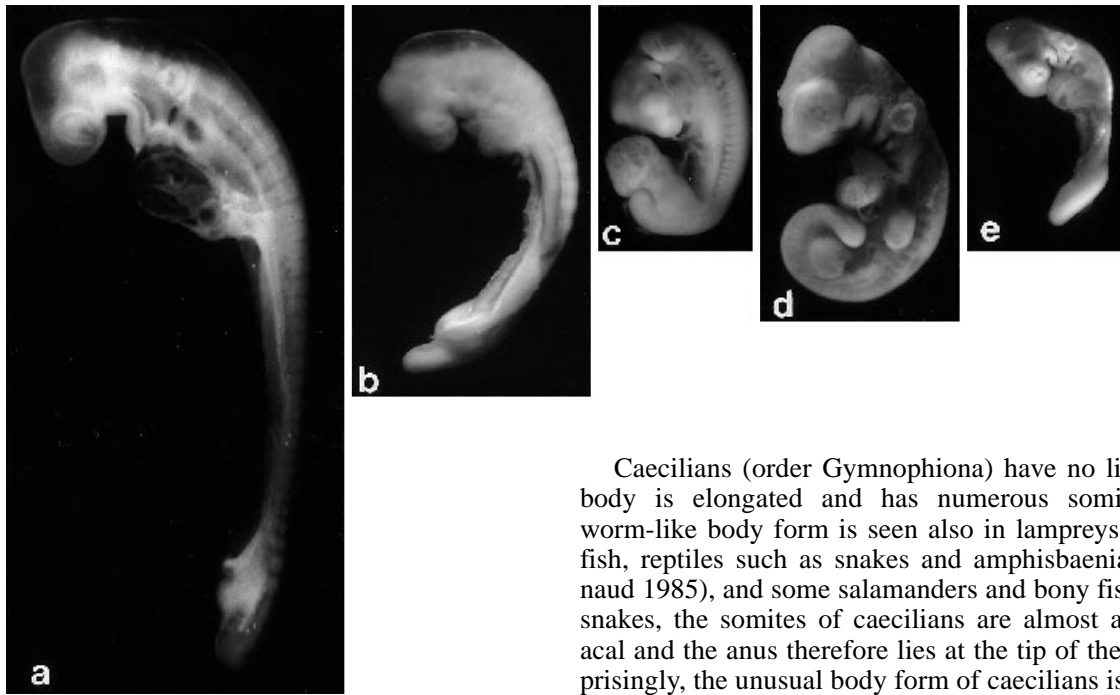 a
b
c
d
e
Caecilians (order Gymnophiona) have no li
body is elongated and has numerous somi
worm-like body form is seen also in lampreys
fish, reptiles such as snakes and amphisbaenia
naud 1985), and some salamanders and bony fis
snakes, the somites of caecilians are almost a
acal and the anus therefore lies at the tip of the
prisingly, the unusual body form of caecilians is